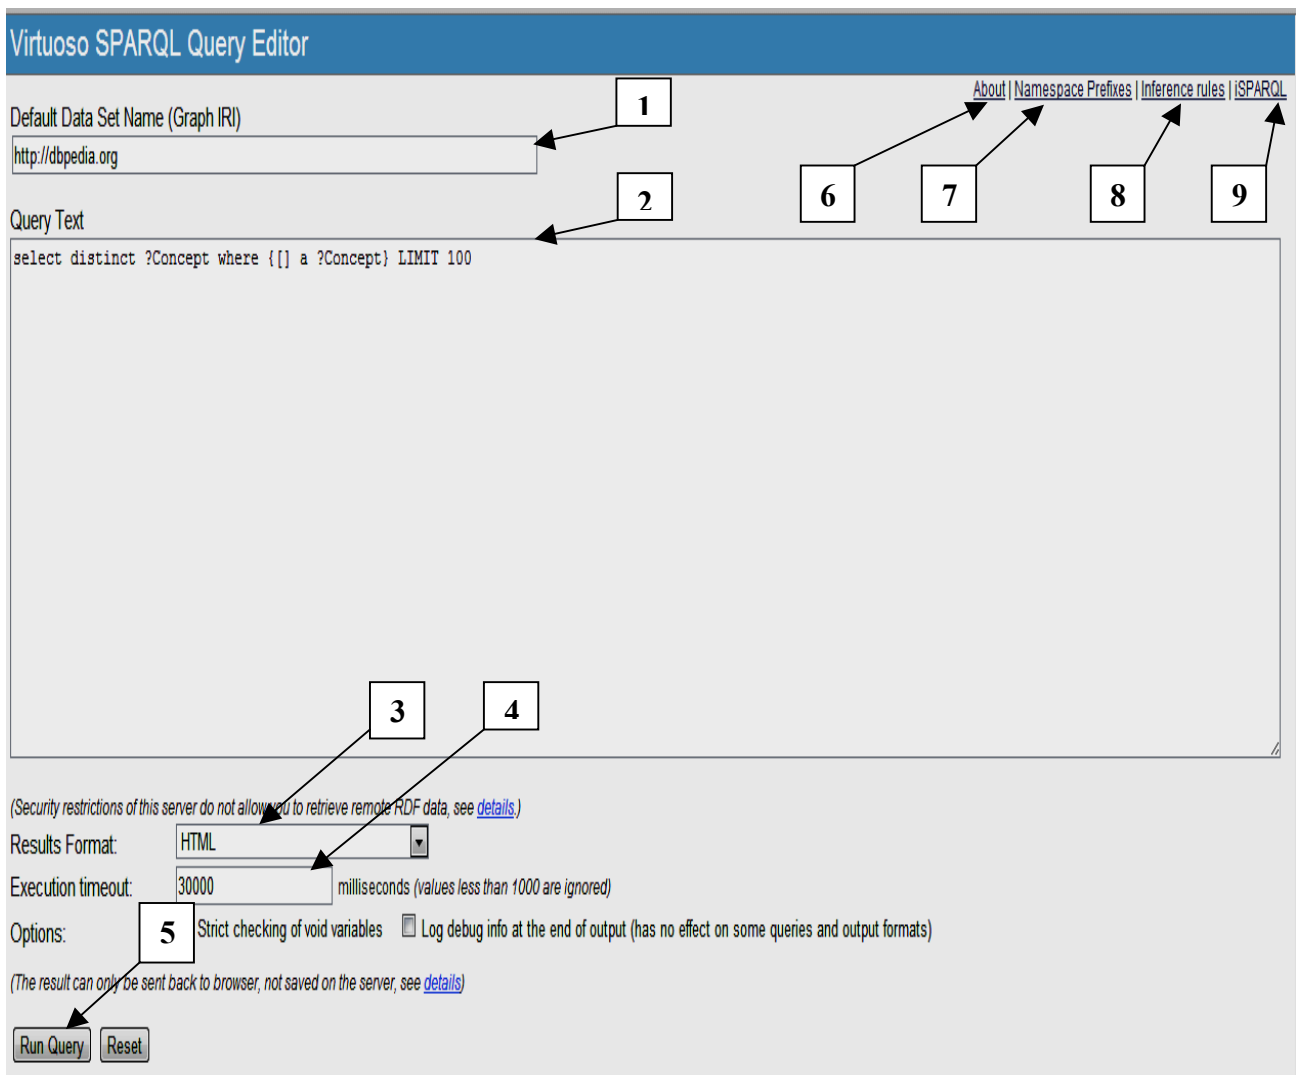 Virtuoso SPARQL Query Editor
About | Namespace Prefixes | Inference rules | iSPARQL
1
Default Data Set Name (Graph IRI)
http://dbpedia.org
6 7 8 9
2
Query Text
select distinct ?Concept where {[] a ?Concept} LIMIT 100
3 4
(Security restrictions of this server do not allow you to retrieve remote RDF data, see details.)
Results Format: HTML
Execution timeout: 30000 milliseconds (values less than 1000 are ignored)
Options: 5 Strict checking of void variables Log debug info at the end of output (has no effect on some queries and output formats)
(The result can only be sent back to browser, not saved on the server, see details)
Run Query Reset